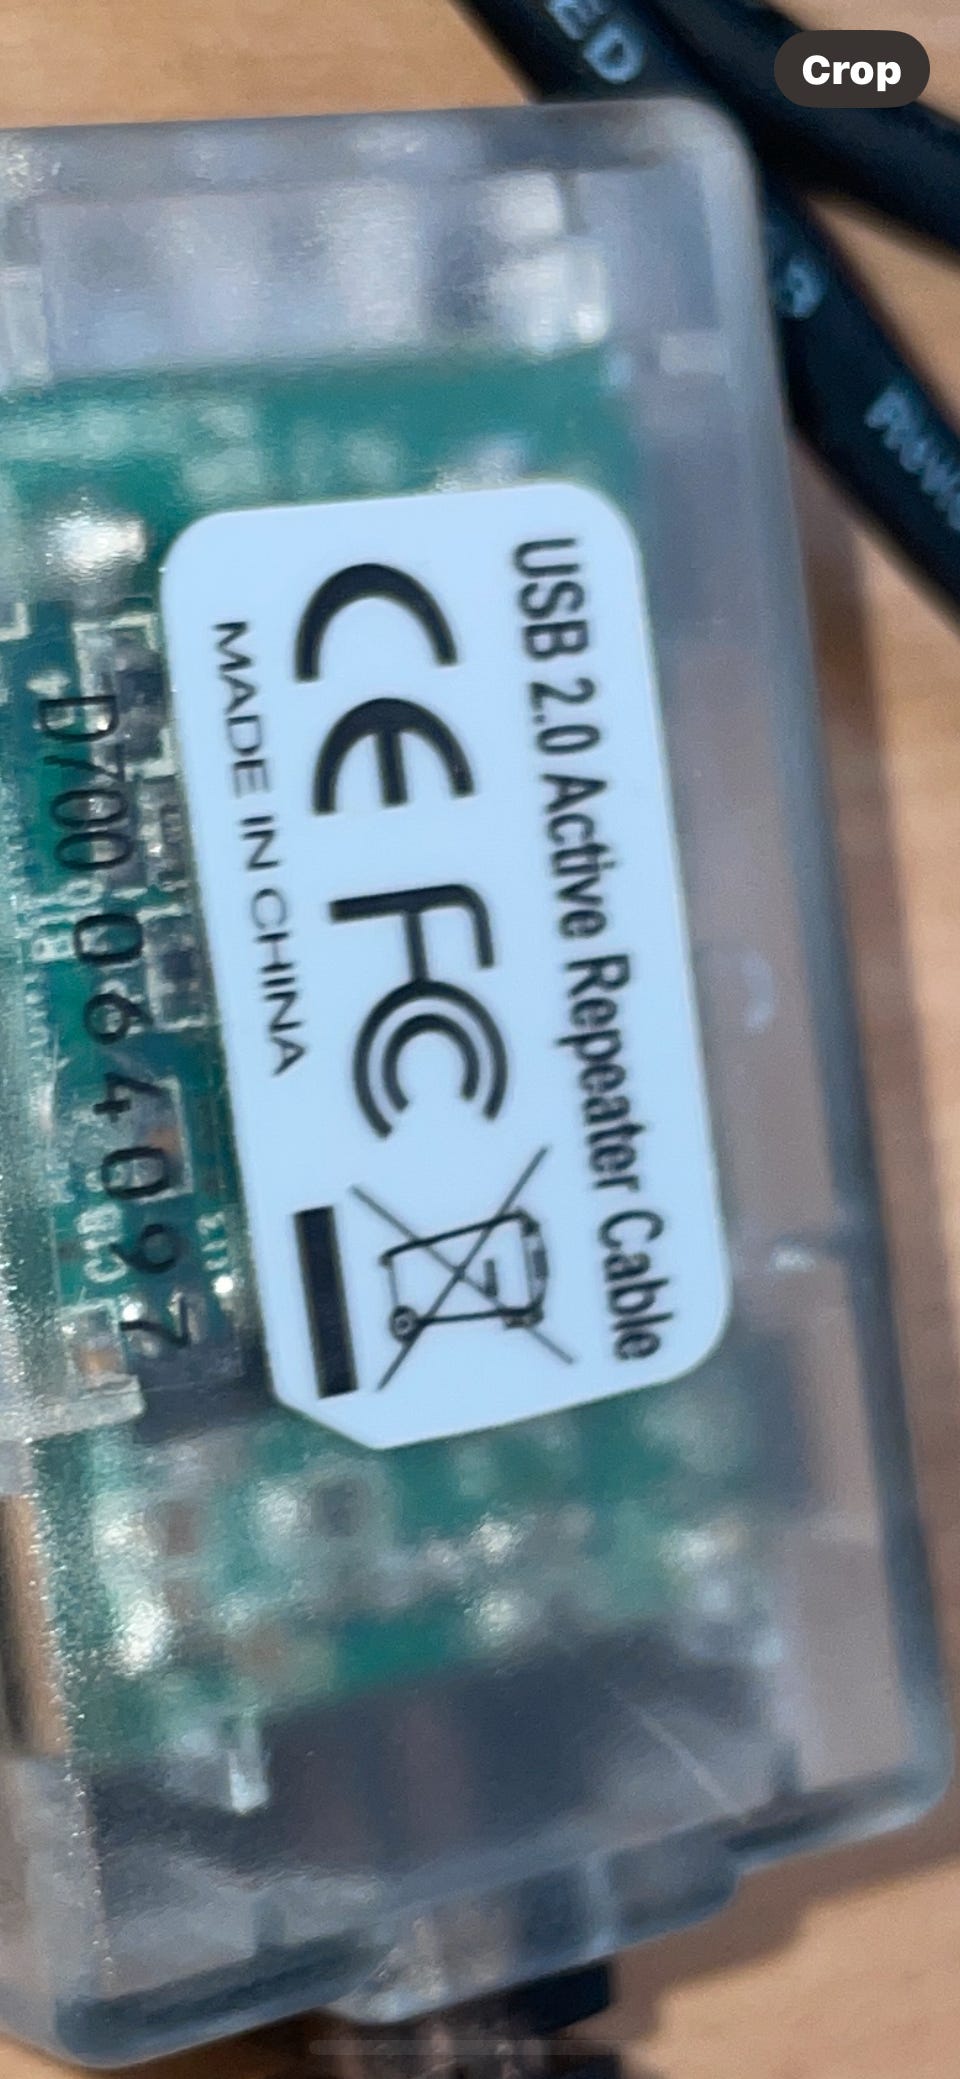 Crop
USB 2.0 Active Repeater Cable
CE FC
MADE IN CHINA
D700 064097